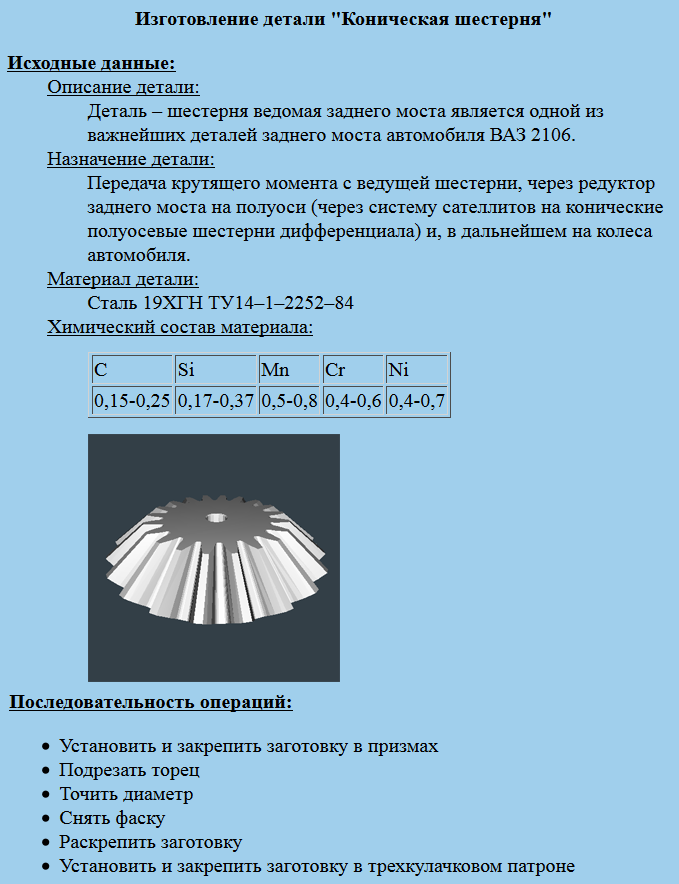 Изготовление детали "Коническая шестерня"
Исходные данные:
Описание детали:
Деталь – шестерня ведомая заднего моста является одной из
важнейших деталей заднего моста автомобиля ВАЗ 2106.
Назначение детали:
Передача крутящего момента с ведущей шестерни, через редуктор
заднего моста на полуоси (через систему сателлитов на конические
полуосевые шестерни дифференциала) и, в дальнейшем на колеса
автомобиля.
Материал детали:
Сталь 19ХГН ТУ14–1–2252–84
Химический состав материала:
C Si Mn Cr Ni
0,15-0,25 0,17-0,37 0,5-0,8 0,4-0,6 0,4-0,7
Последовательность операций:
• Установить и закрепить заготовку в призмах
• Подрезать торец
• Точить диаметр
• Снять фаску
• Раскрепить заготовку
• Установить и закрепить заготовку в трехкулачковом патроне